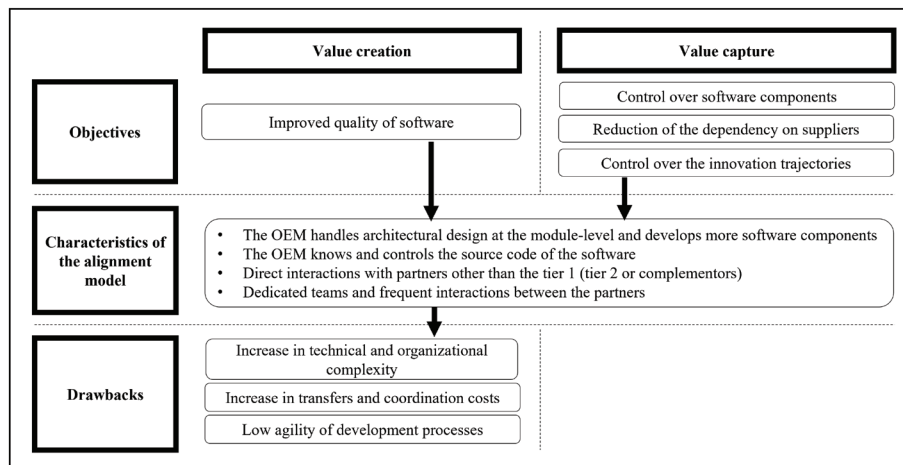 Value creation
Value capture
Objectives
Improved quality of software
Control over software components
Reduction of the dependency on suppliers
Control over the innovation trajectories
Characteristics of
the alignment
model
• The OEM handles architectural design at the module-level and develops more software components
• The OEM knows and controls the source code of the software
• Direct interactions with partners other than the tier 1 (tier 2 or complementors)
• Dedicated teams and frequent interactions between the partners
Drawbacks
Increase in technical and organizational
complexity
Increase in transfers and coordination costs
Low agility of development processes